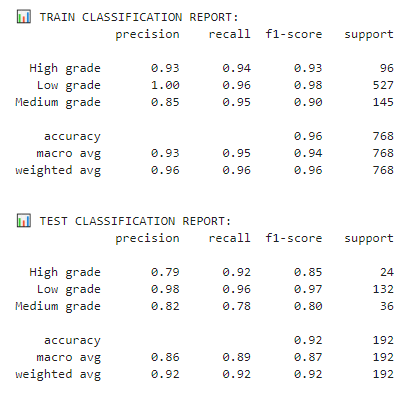 📊 TRAIN CLASSIFICATION REPORT:
              precision    recall  f1-score   support
  High grade       0.93      0.94      0.93        96
   Low grade       1.00      0.96      0.98       527
Medium grade       0.85      0.95      0.90       145
    accuracy                           0.96       768
   macro avg       0.93      0.95      0.94       768
weighted avg       0.96      0.96      0.96       768
📊 TEST CLASSIFICATION REPORT:
              precision    recall  f1-score   support
  High grade       0.79      0.92      0.85        24
   Low grade       0.98      0.96      0.97       132
Medium grade       0.82      0.78      0.80        36
    accuracy                           0.92       192
   macro avg       0.86      0.89      0.87       192
weighted avg       0.92      0.92      0.92       192